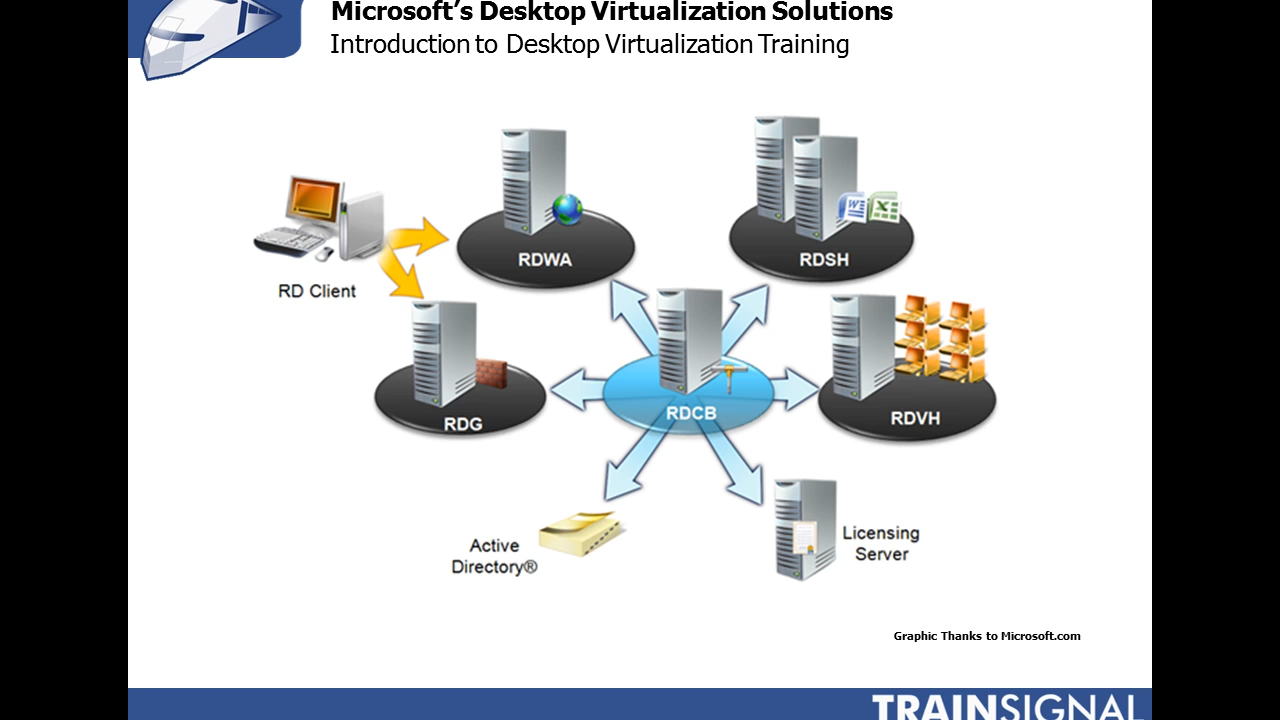 Microsoft’s Desktop Virtualization Solutions
Introduction to Desktop Virtualization Training
RDWA
RDSH
RD Client
RDG
RDCB
RDVH
Active
Directory®
Licensing
Server
Graphic Thanks to Microsoft.com
TRAINSIGNAL